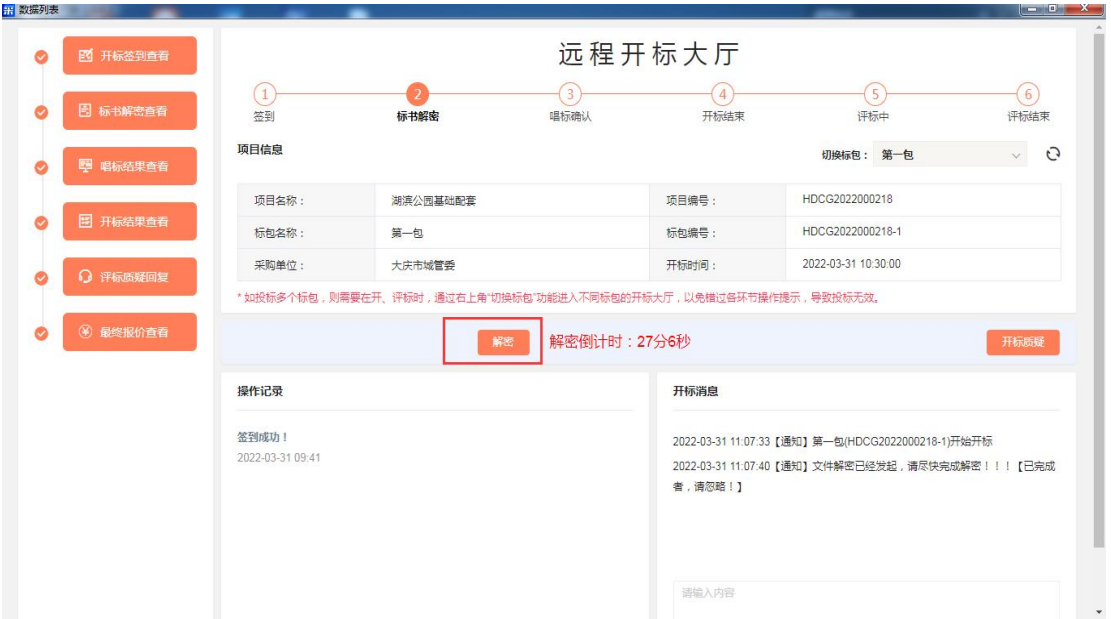 数据列表
开标签到查看
标书解密查看
唱标结果查看
开标结果查看
评标质疑回复
最终报价查看
远程开标大厅
1 2 3 4 5 6
签到 标书解密 唱标确认 开标结束 评标中 评标结束
项目信息 切换标包： 第一包
项目名称： 湖滨公园基础配套 项目编号： HDCG2022000218
标包名称： 第一包 标包编号： HDCG2022000218-1
采购单位： 大庆市城管委 开标时间： 2022-03-31 10:30:00
* 如投标多个标包，则需要在开、评标时，通过右上角“切换标包”功能进入不同标包的开标大厅，以免错过各环节操作提示，导致投标无效。
解密 解密倒计时：27分6秒 开标质疑
操作记录
签到成功！
2022-03-31 09:41
开标消息
2022-03-31 11:07:33【通知】第一包(HDCG2022000218-1)开始开标
2022-03-31 11:07:40【通知】文件解密已经发起，请尽快完成解密！！！【已完成
者，请忽略！】
请输入内容